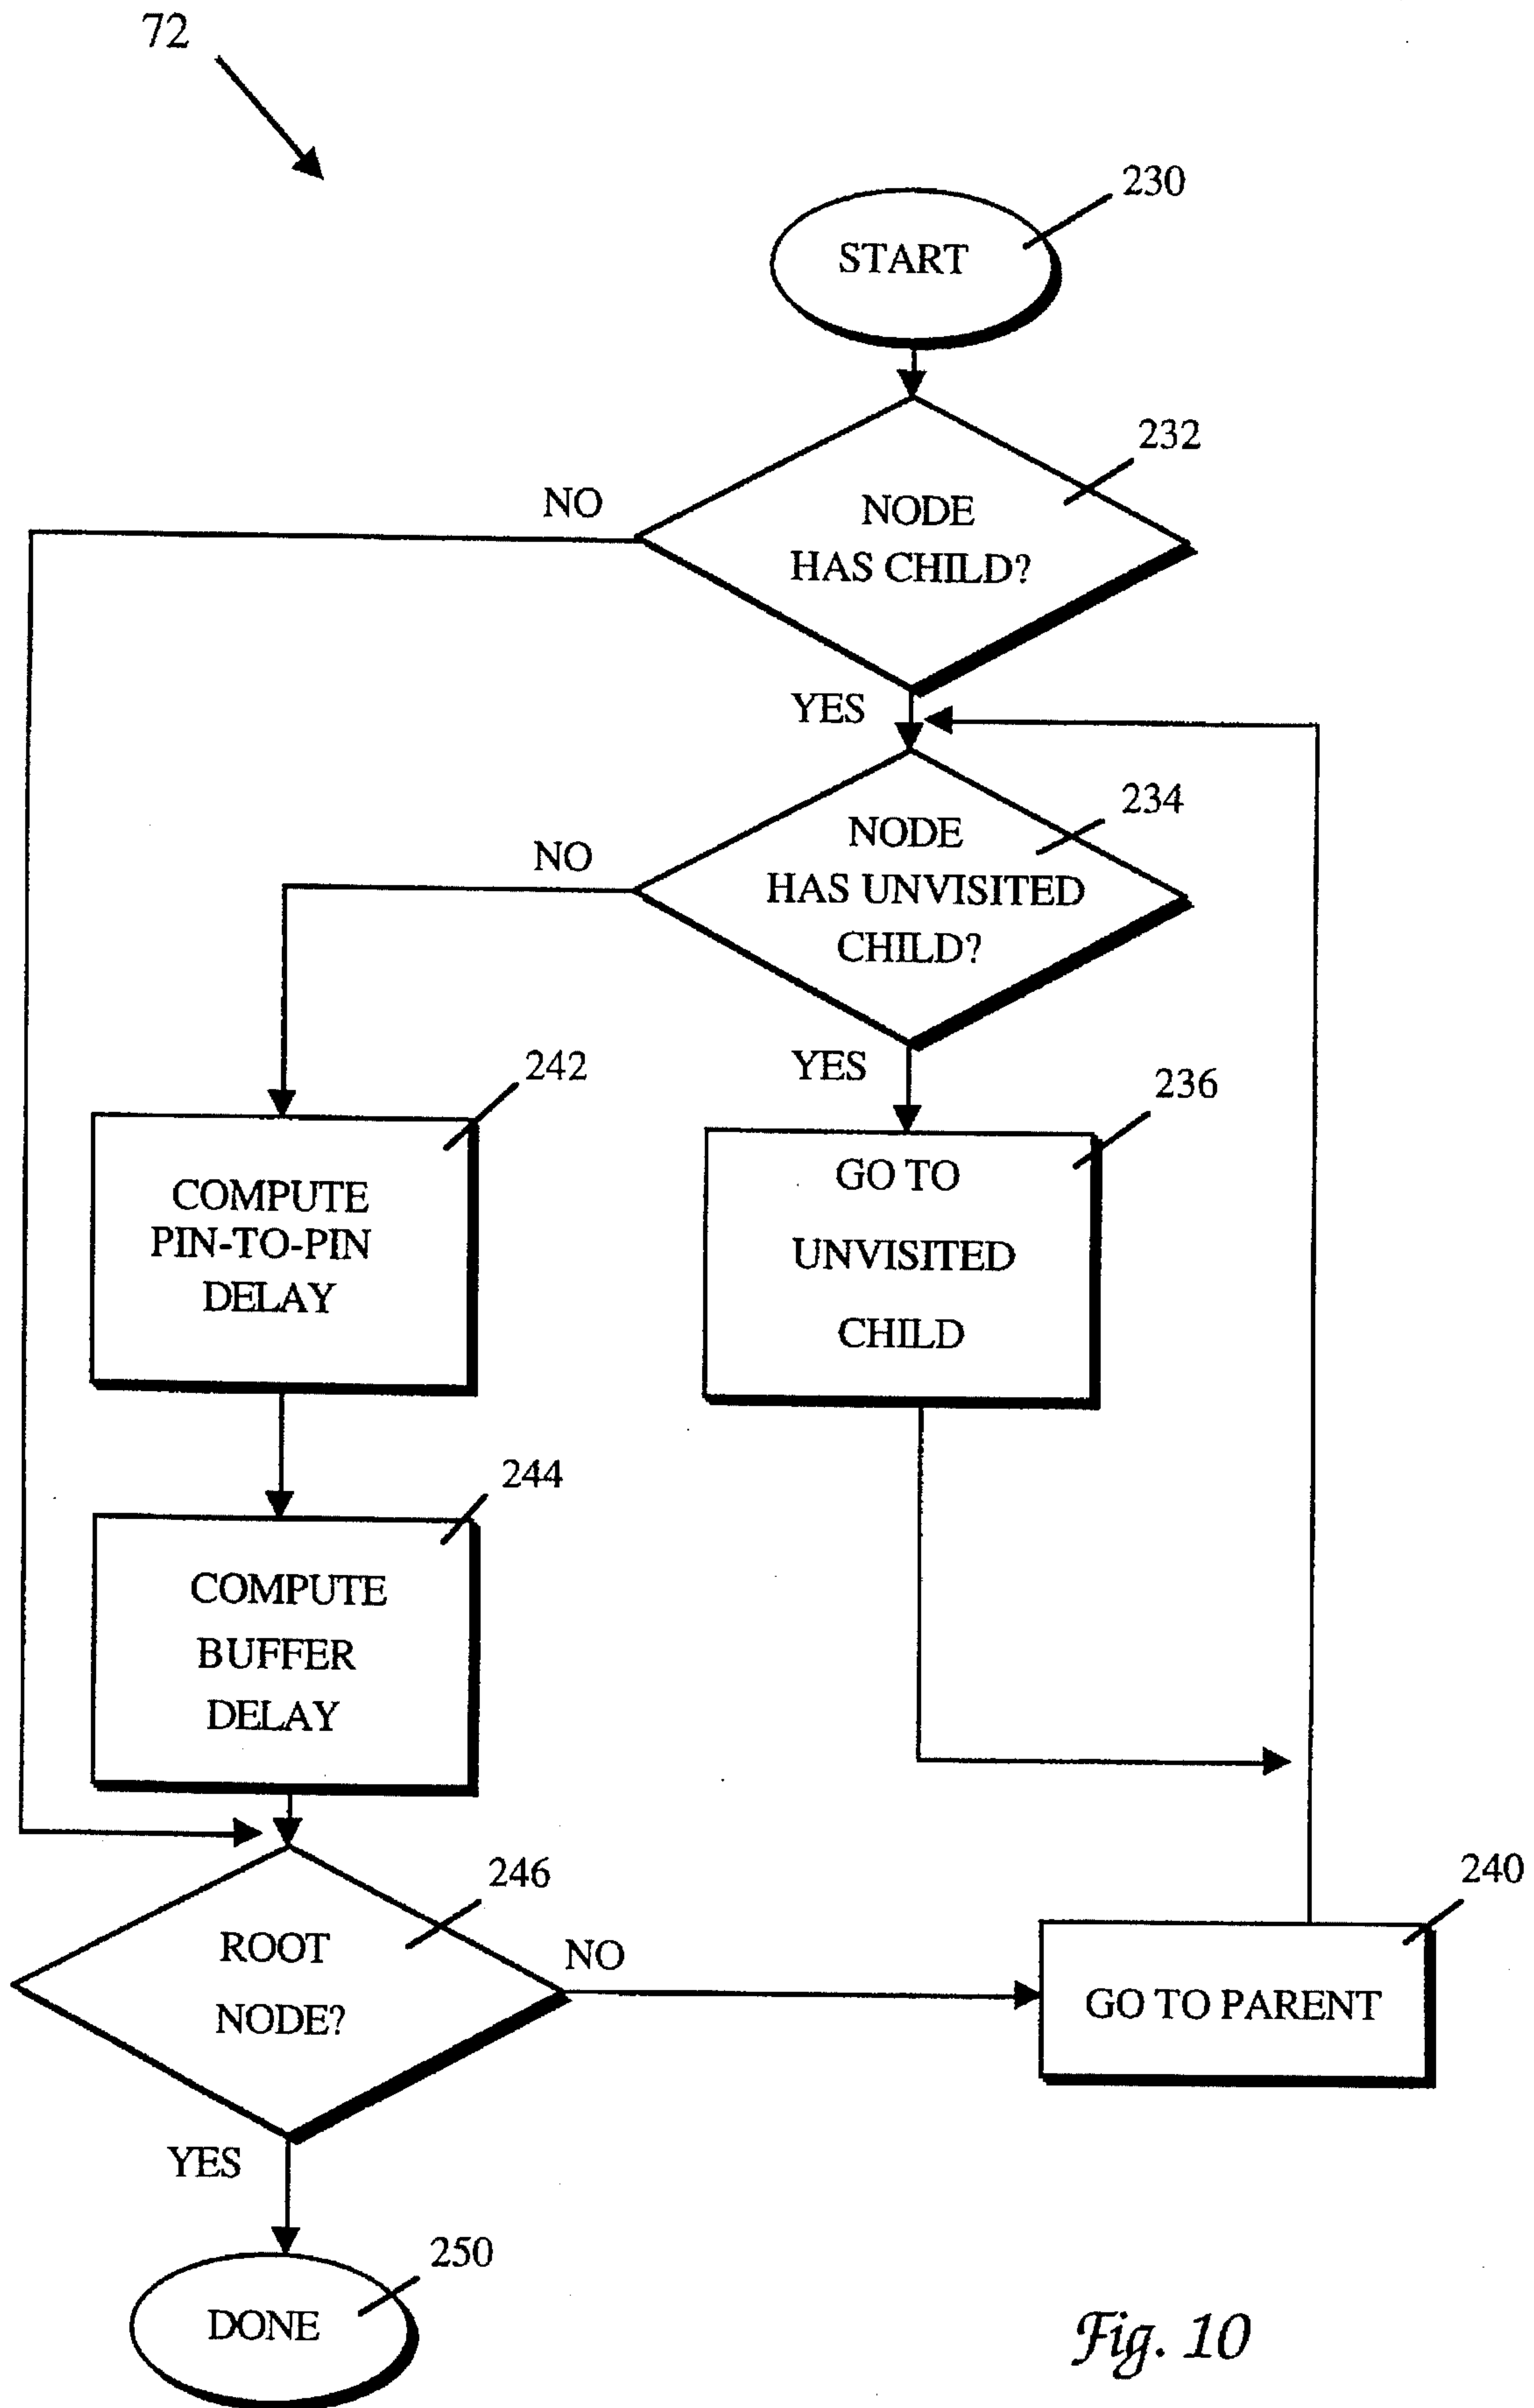 72
230
START
232
NO
NODE
HAS CHILD?
YES
234
NO
NODE
HAS UNVISITED
CHILD?
YES
242
236
COMPUTE
PIN-TO-PIN
DELAY
GO TO
UNVISITED
CHILD
244
COMPUTE
BUFFER
DELAY
246
240
ROOT
NODE?
NO
GO TO PARENT
YES
250
DONE
Fig. 10